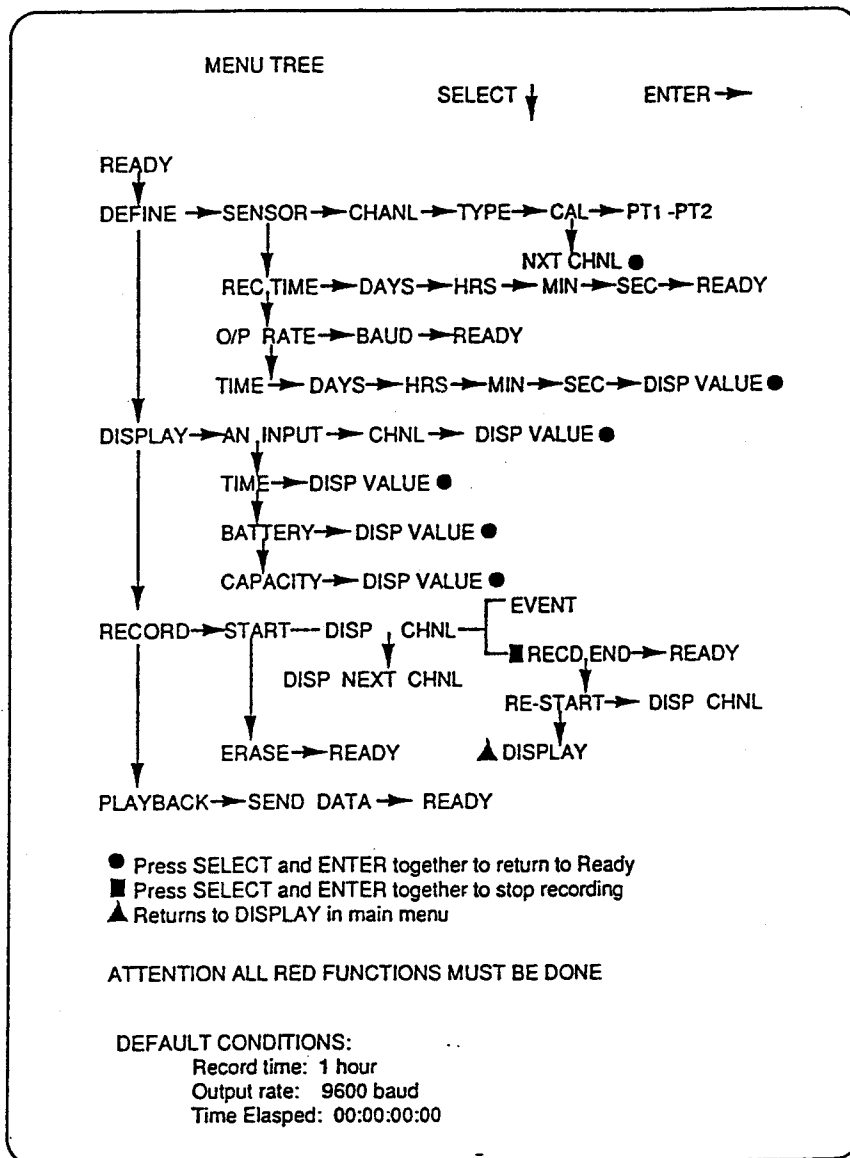 MENU TREE
SELECT ENTER
READY
DEFINE SENSOR CHANL TYPE CAL PT1 -PT2
NXT CHNL
REC TIME DAYS HRS MIN SEC READY
O/P RATE BAUD READY
TIME DAYS HRS MIN SEC DISP VALUE
DISPLAY AN INPUT CHNL DISP VALUE
TIME DISP VALUE
BATTERY DISP VALUE
CAPACITY DISP VALUE
EVENT
RECORD START DISP CHNL
RECD END READY
DISP NEXT CHNL
RE-START DISP CHNL
ERASE READY DISPLAY
PLAYBACK SEND DATA READY
Press SELECT and ENTER together to return to Ready
Press SELECT and ENTER together to stop recording
Returns to DISPLAY in main menu
ATTENTION ALL RED FUNCTIONS MUST BE DONE
DEFAULT CONDITIONS:
Record time: 1 hour
Output rate: 9600 baud
Time Elasped: 00:00:00:00